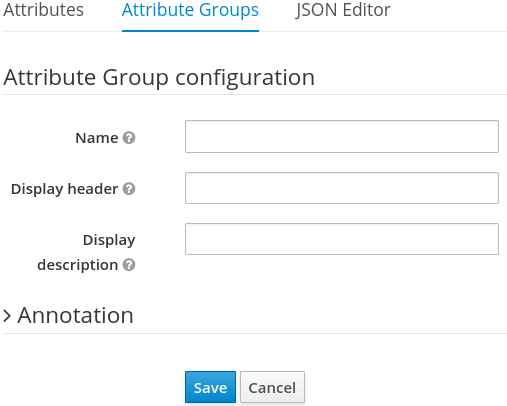 Attributes Attribute Groups JSON Editor
Attribute Group configuration
Name
Display header
Display
description
Annotation
Save Cancel